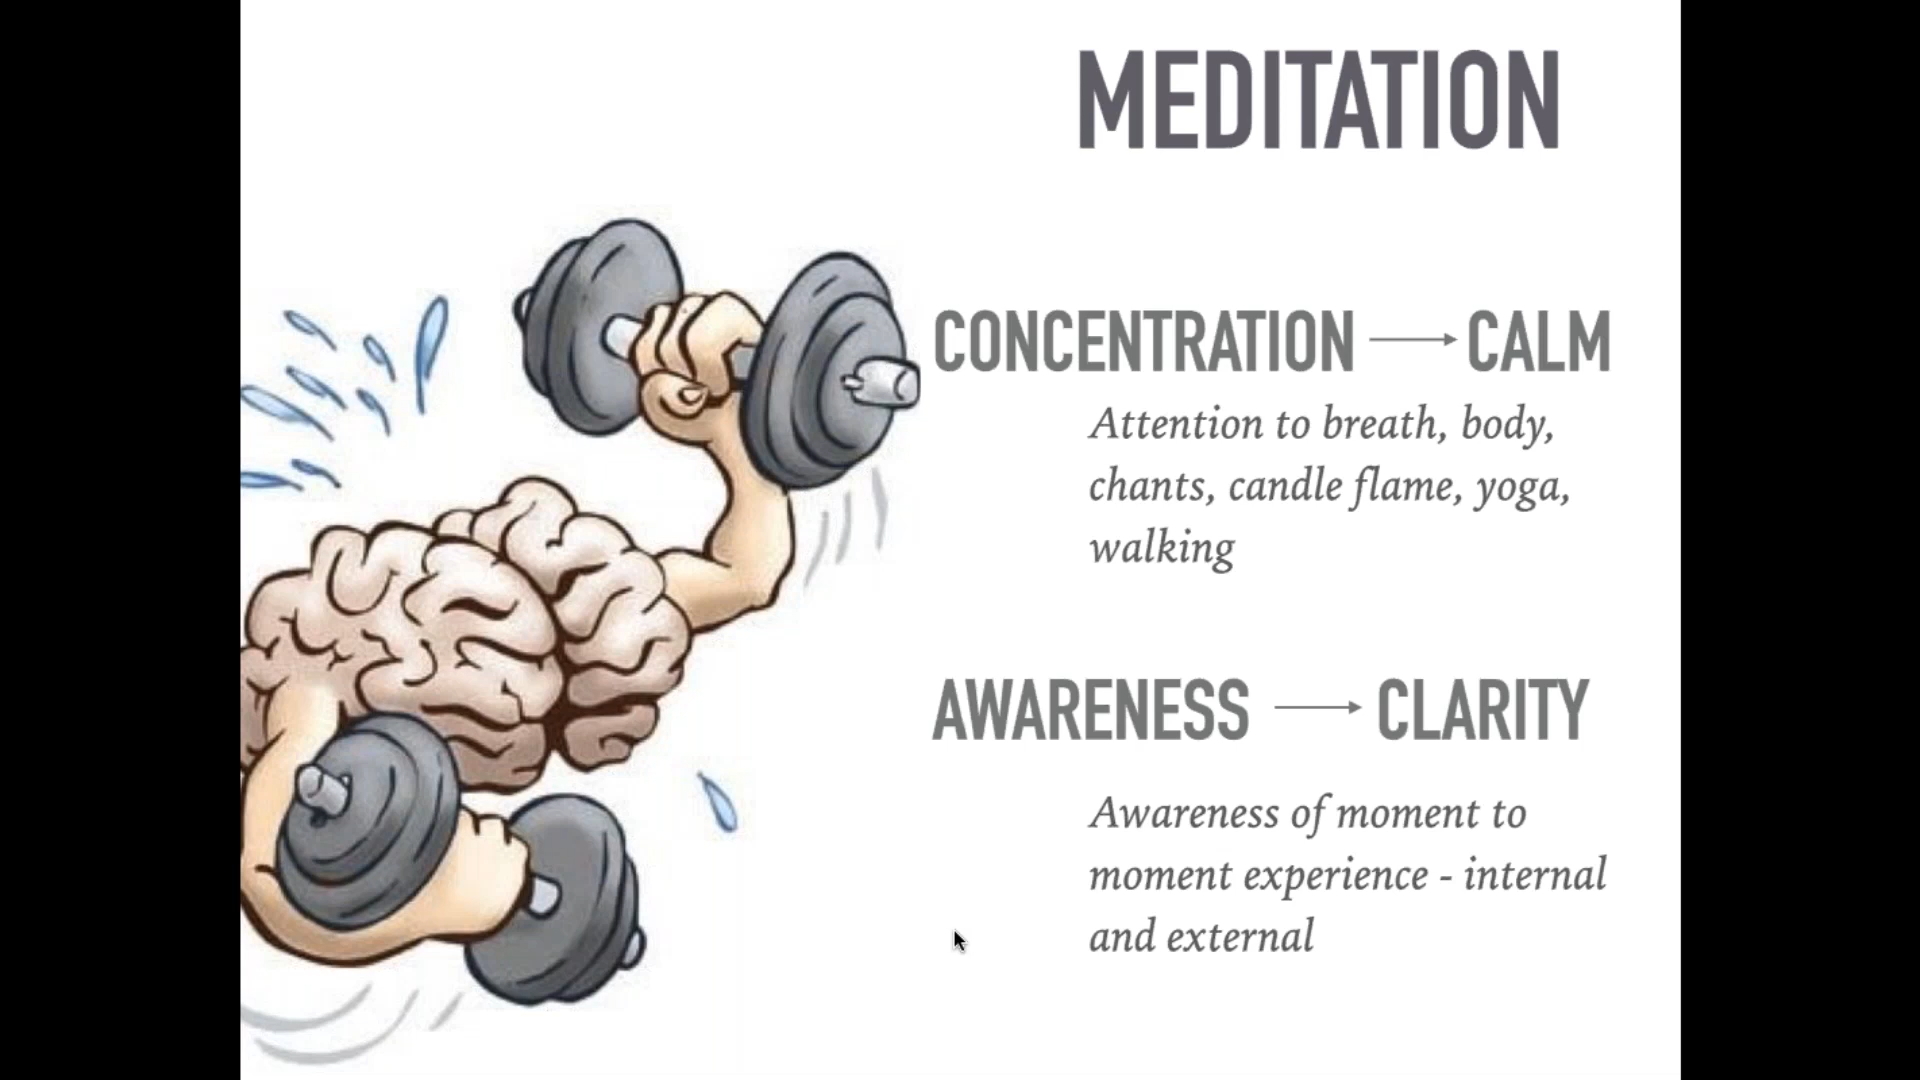 MEDITATION
CONCENTRATION → CALM
Attention to breath, body,
chants, candle flame, yoga,
walking
AWARENESS → CLARITY
Awareness of moment to
moment experience - internal
and external